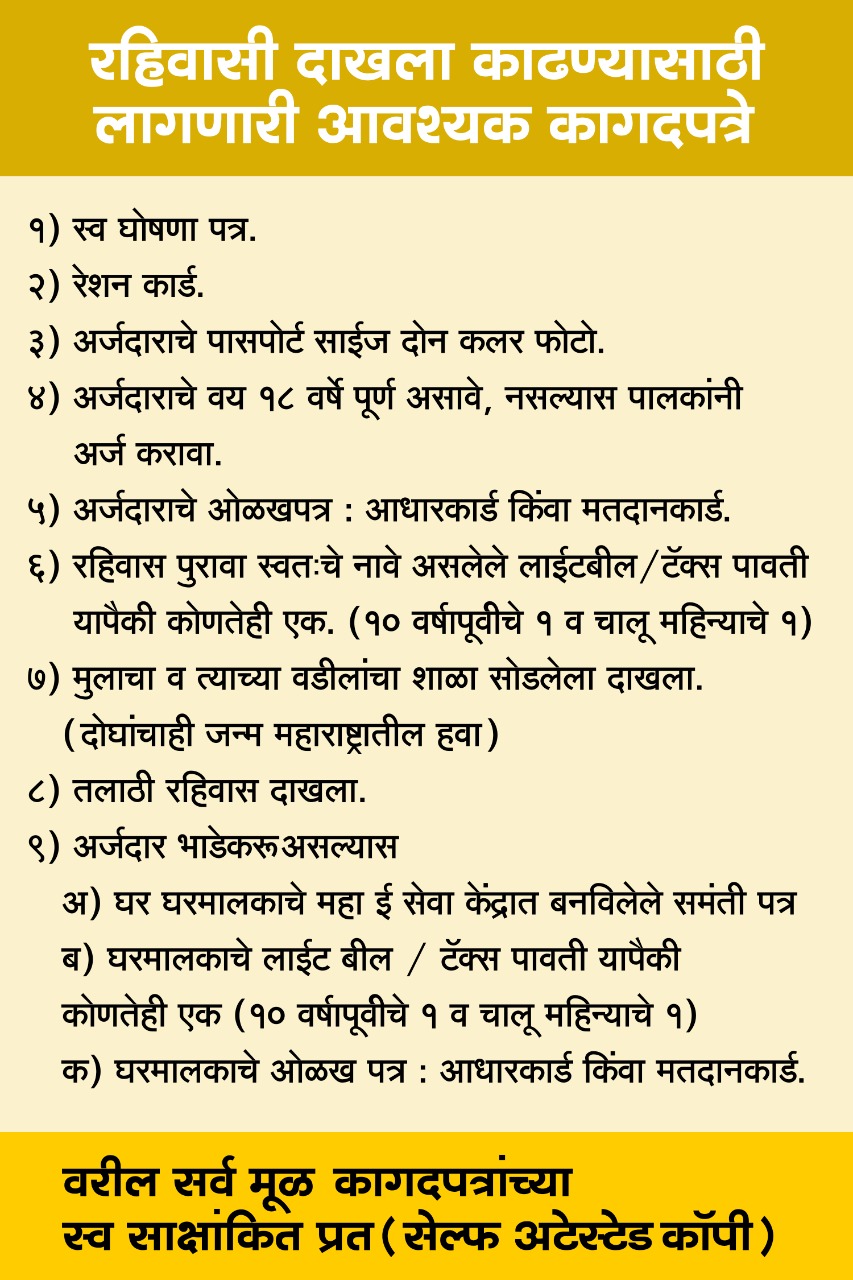 रहिवासी दाखला काढण्यासाठी
लागणारी आवश्यक कागदपत्रे
१) स्व घोषणा पत्र.
२) रेशन कार्ड.
३) अर्जदाराचे पासपोर्ट साईज दोन कलर फोटो.
४) अर्जदाराचे वय १८ वर्षे पूर्ण असावे, नसल्यास पालकांनी
अर्ज करावा.
५) अर्जदाराचे ओळखपत्र : आधारकार्ड किंवा मतदानकार्ड.
६) रहिवास पुरावा स्वतःचे नावे असलेले लाईटबील/टॅक्स पावती
यापैकी कोणतेही एक. (१० वर्षापूर्वीचे १ व चालू महिन्याचे १)
७) मुलाचा व त्याच्या वडीलांचा शाळा सोडलेला दाखला.
(दोघांचाही जन्म महाराष्ट्रातील हवा)
८) तलाठी रहिवास दाखला.
९) अर्जदार भाडेकरूअसल्यास
अ) घर घरमालकाचे महा ई सेवा केंद्रात बनविलेले समंती पत्र
ब) घरमालकाचे लाईट बील / टॅक्स पावती यापैकी
कोणतेही एक (१० वर्षापूर्वीचे १ व चालू महिन्याचे १)
क) घरमालकाचे ओळख पत्र : आधारकार्ड किंवा मतदानकार्ड.
वरील सर्व मूळ कागदपत्रांच्या
स्व साक्षांकित प्रत(सेल्फ अटेस्टेड कॉपी)